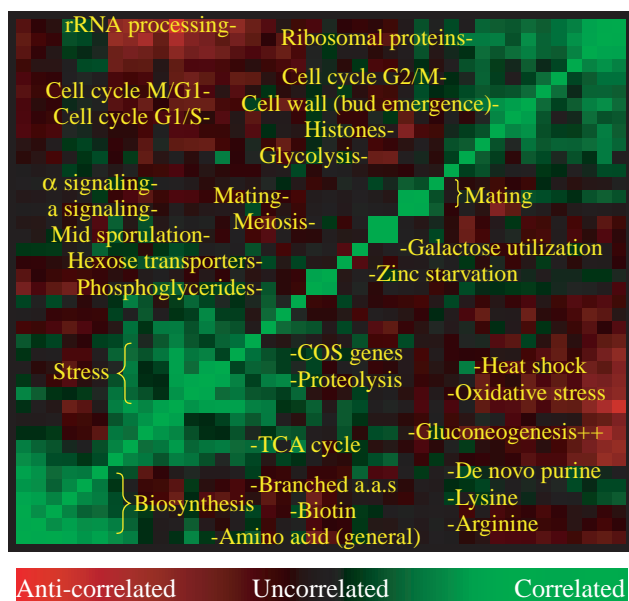 rRNA processing-
Ribosomal proteins-
Cell cycle G2/M-
Cell cycle M/G1-
Cell wall (bud emergence)-
Cell cycle G1/S-
Histones-
Glycolysis-
α signaling-
Mating-
}Mating
a signaling-
Meiosis-
Mid sporulation-
-Galactose utilization
Hexose transporters-
-Zinc starvation
Phosphoglycerides-
-COS genes
-Heat shock
Stress {
-Proteolysis
-Oxidative stress
-Gluconeogenesis++
-TCA cycle
-De novo purine
-Branched a.a.s
} Biosynthesis
-Lysine
-Biotin
-Arginine
-Amino acid (general)
Anti-correlated Uncorrelated Correlated